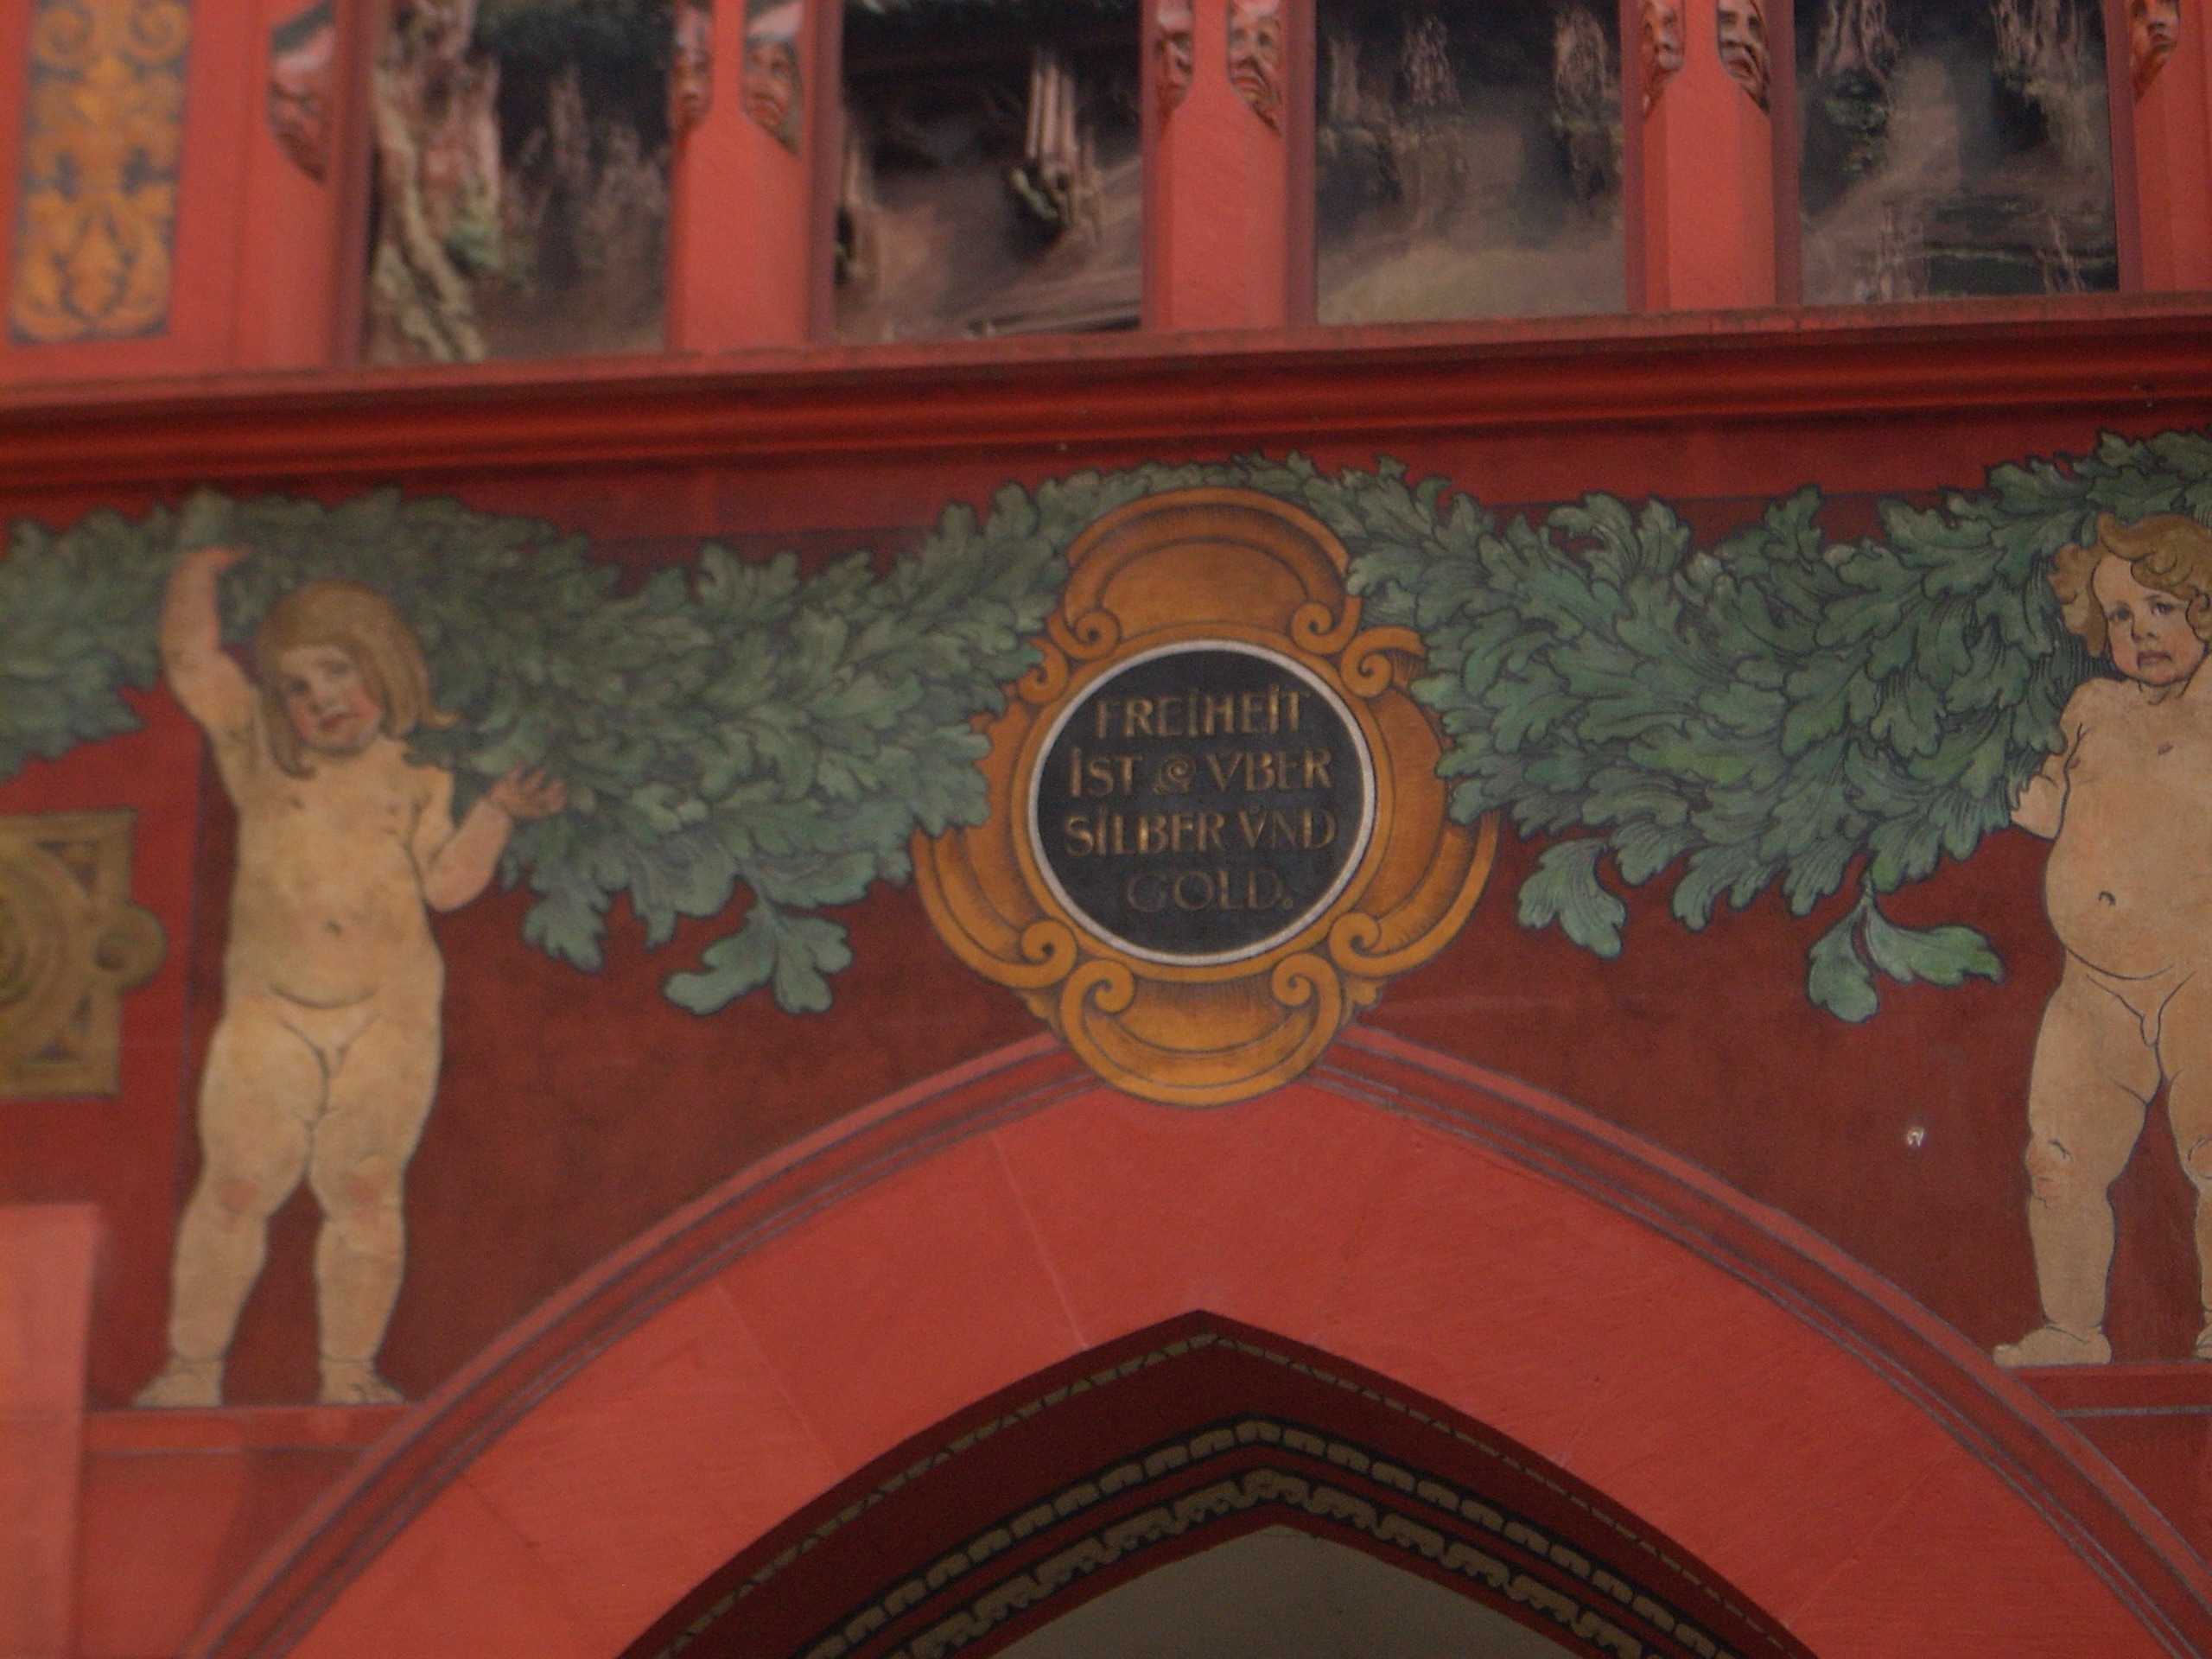 FREIHEIT
IST VBER
SILBER VND
GOLD.